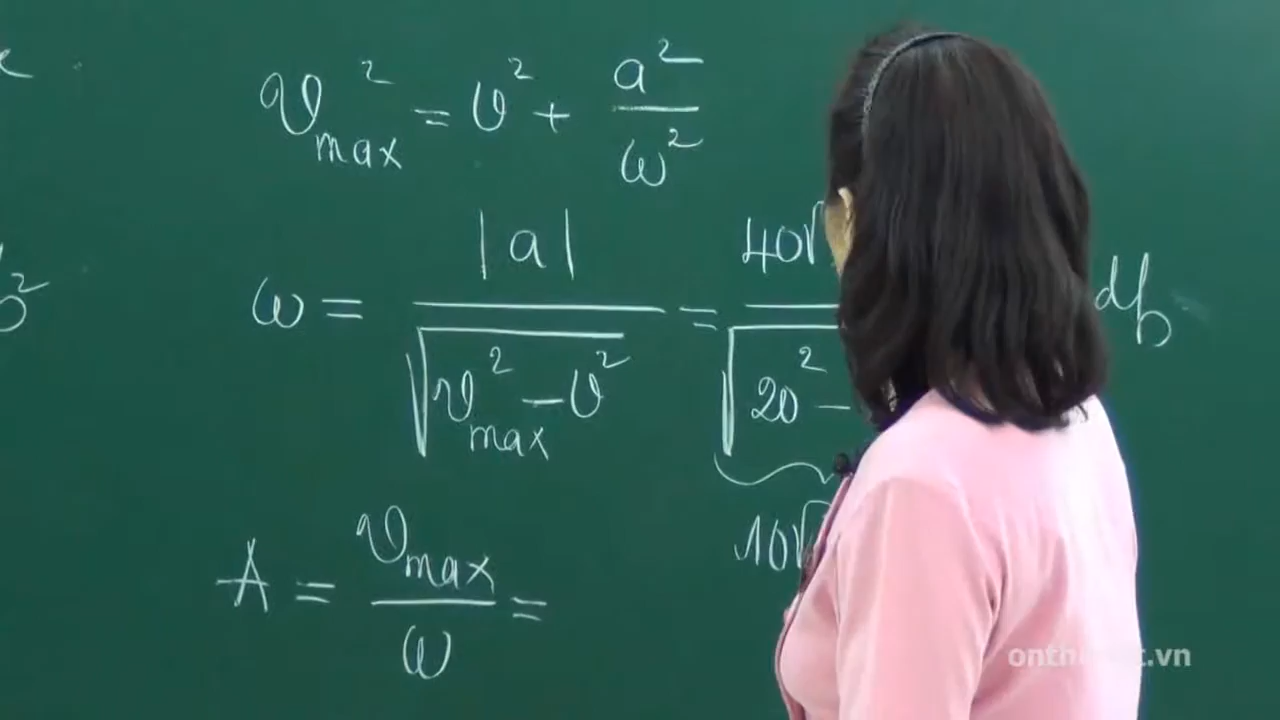 v²max = v² + a²/ω²
ω = |a|/√(v²max − v²) = 40√/√(20² −
10√
A = vmax/ω =